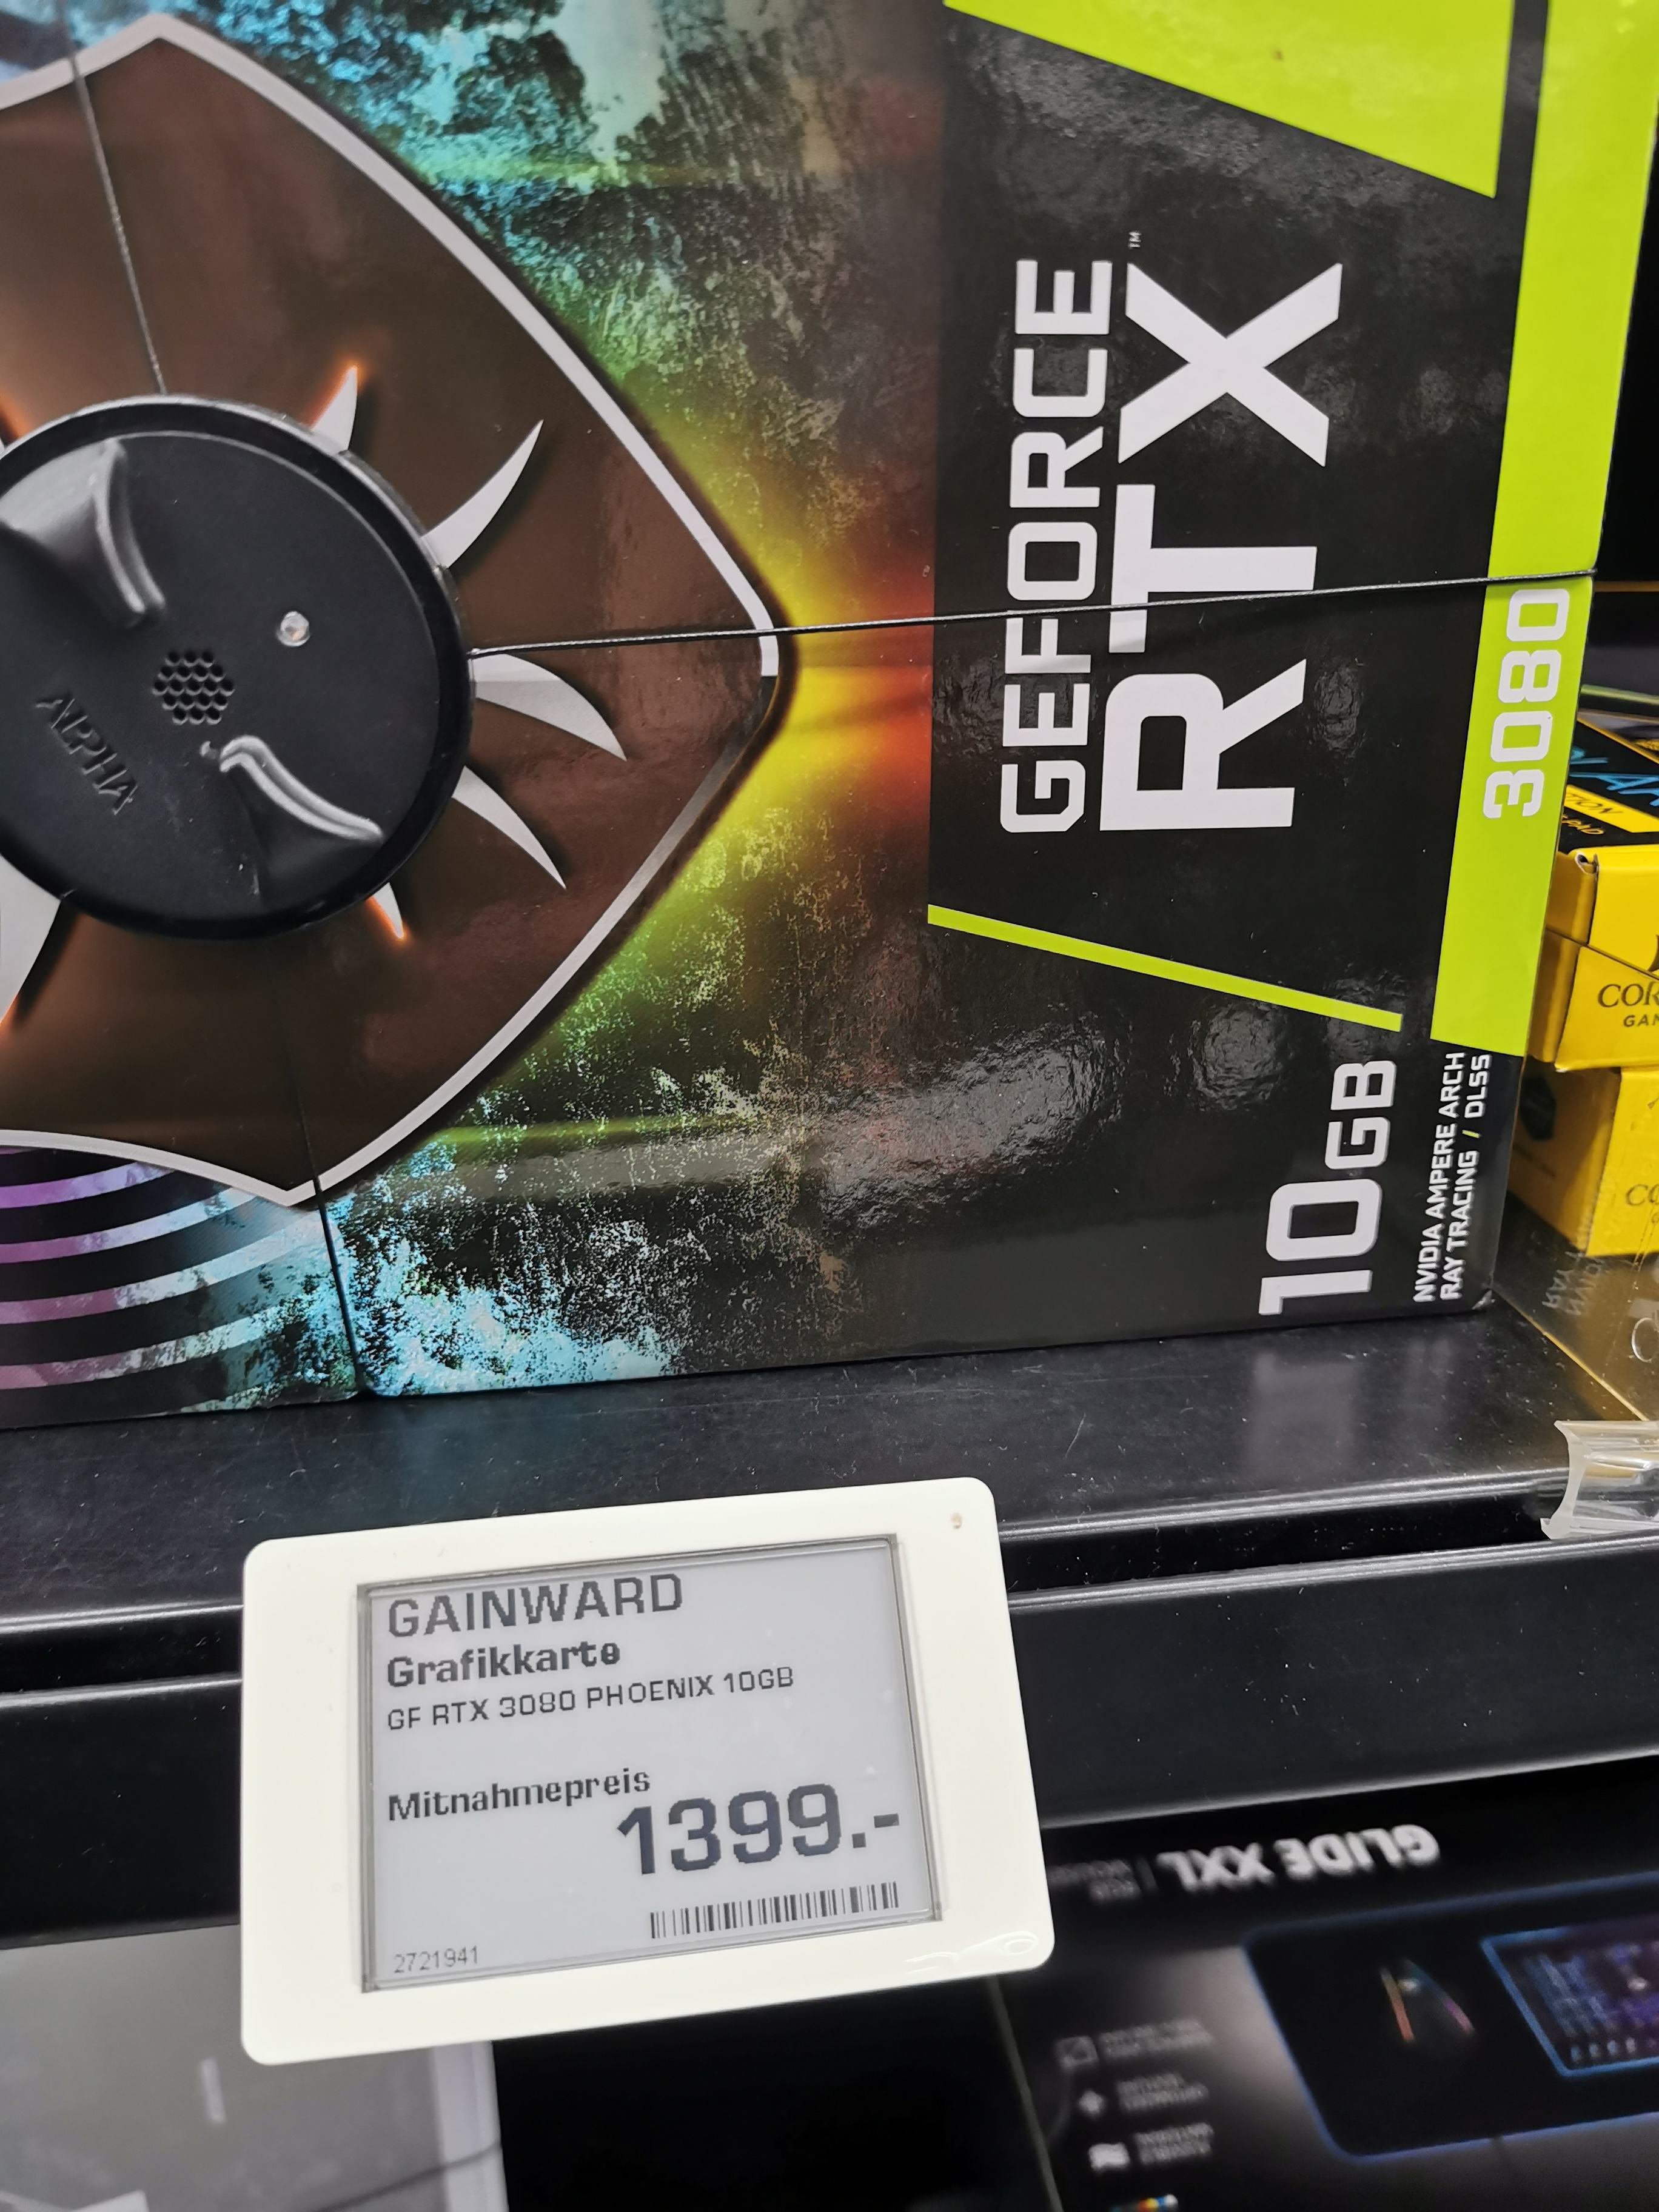 ALPHA
GEFORCE
RTX™
3080
10GB
NVIDIA AMPERE ARCH
RAY TRACING / DLSS
GAINWARD
Grafikkarte
GF RTX 3080 PHOENIX 10GB
Mitnahmepreis
1399.-
2721941
GLIDE XXL